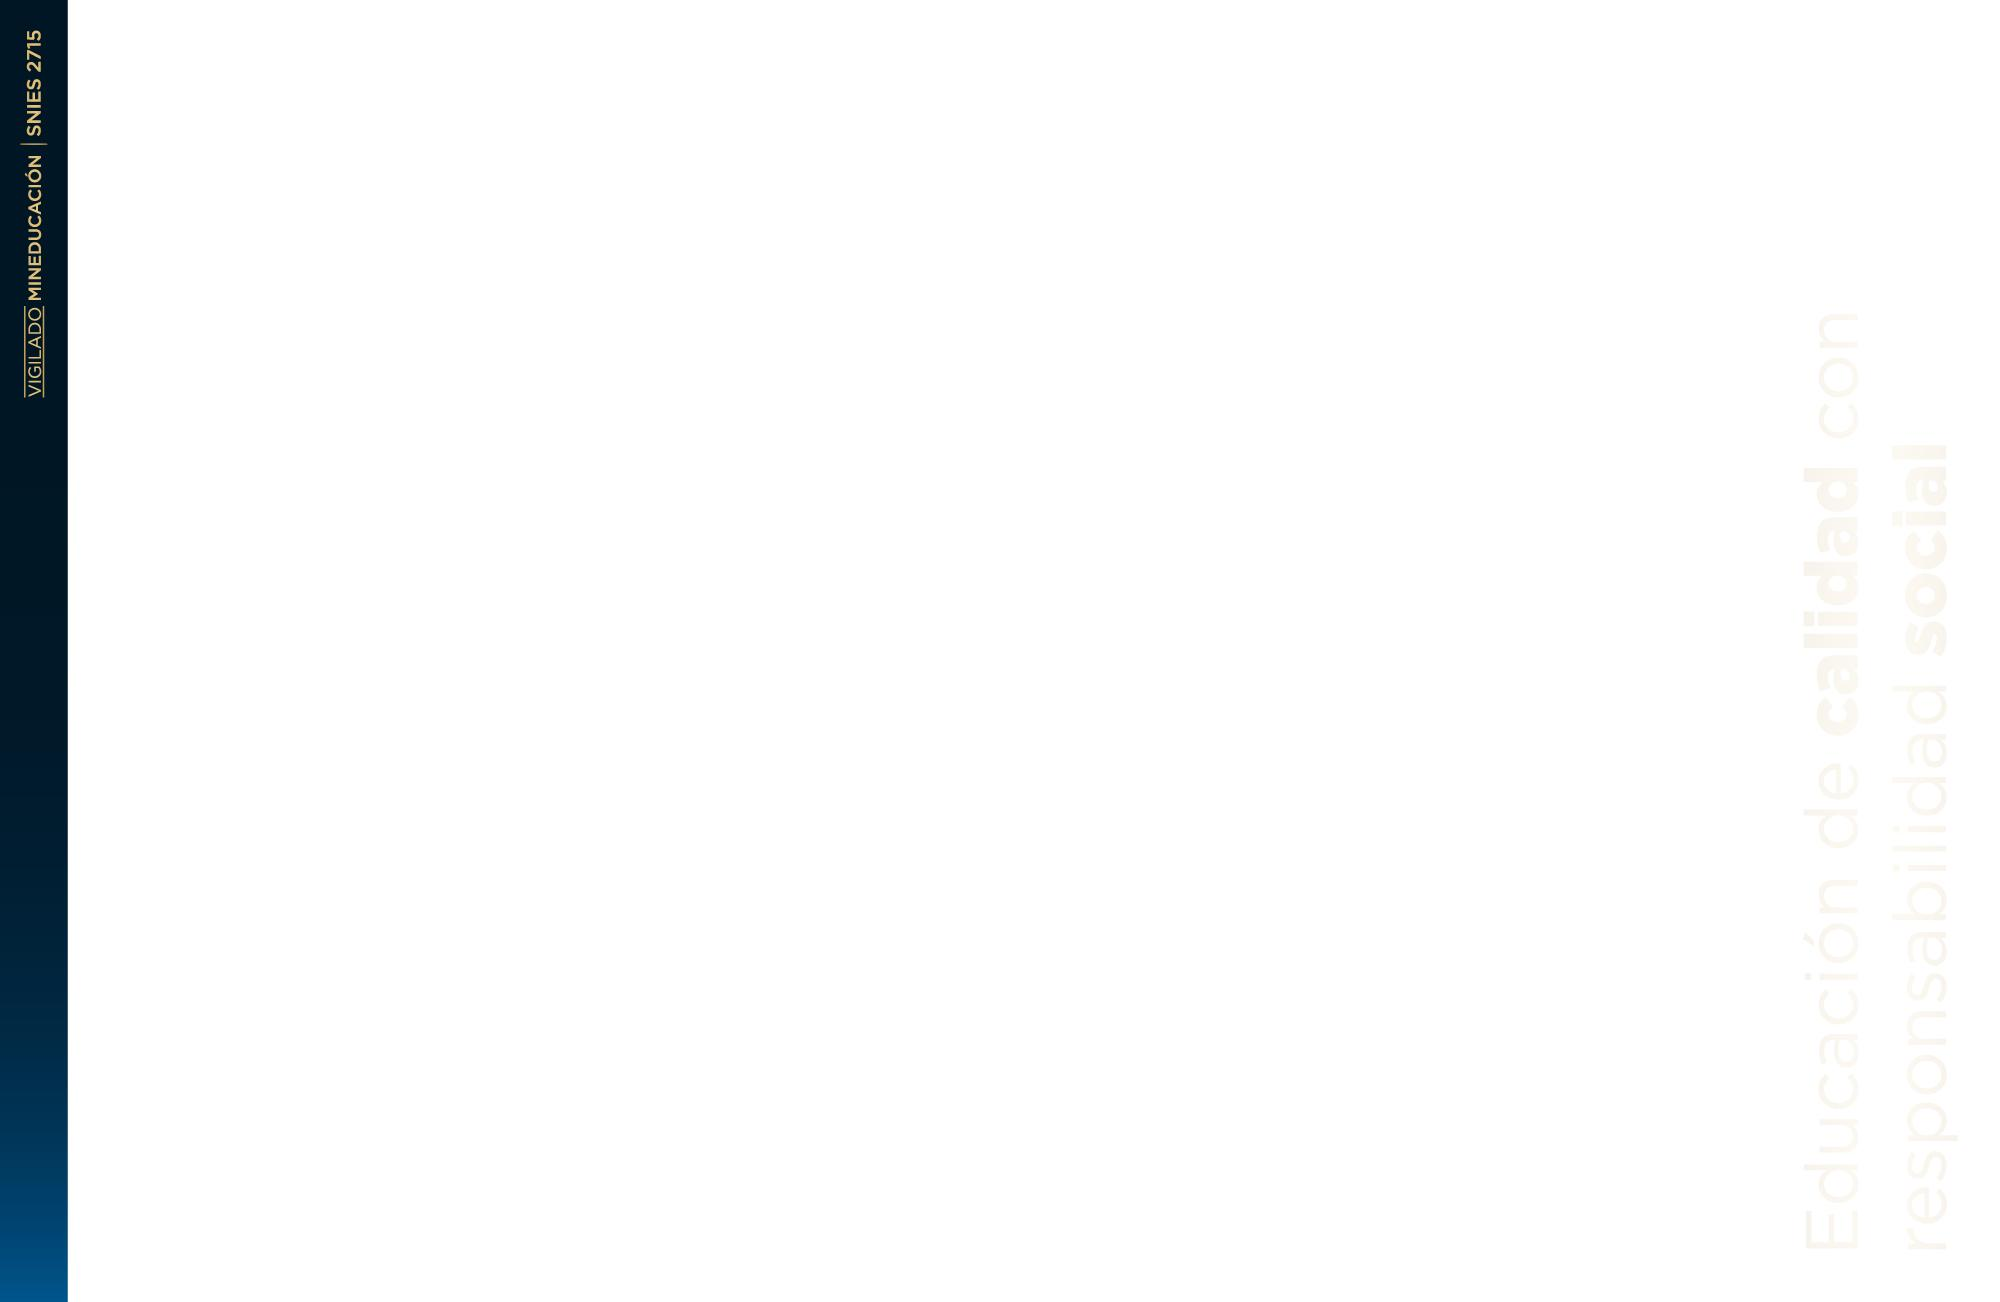 VIGILADO MINEDUCACIÓN | SNIES 2715
Educación de calidad con
responsabilidad social